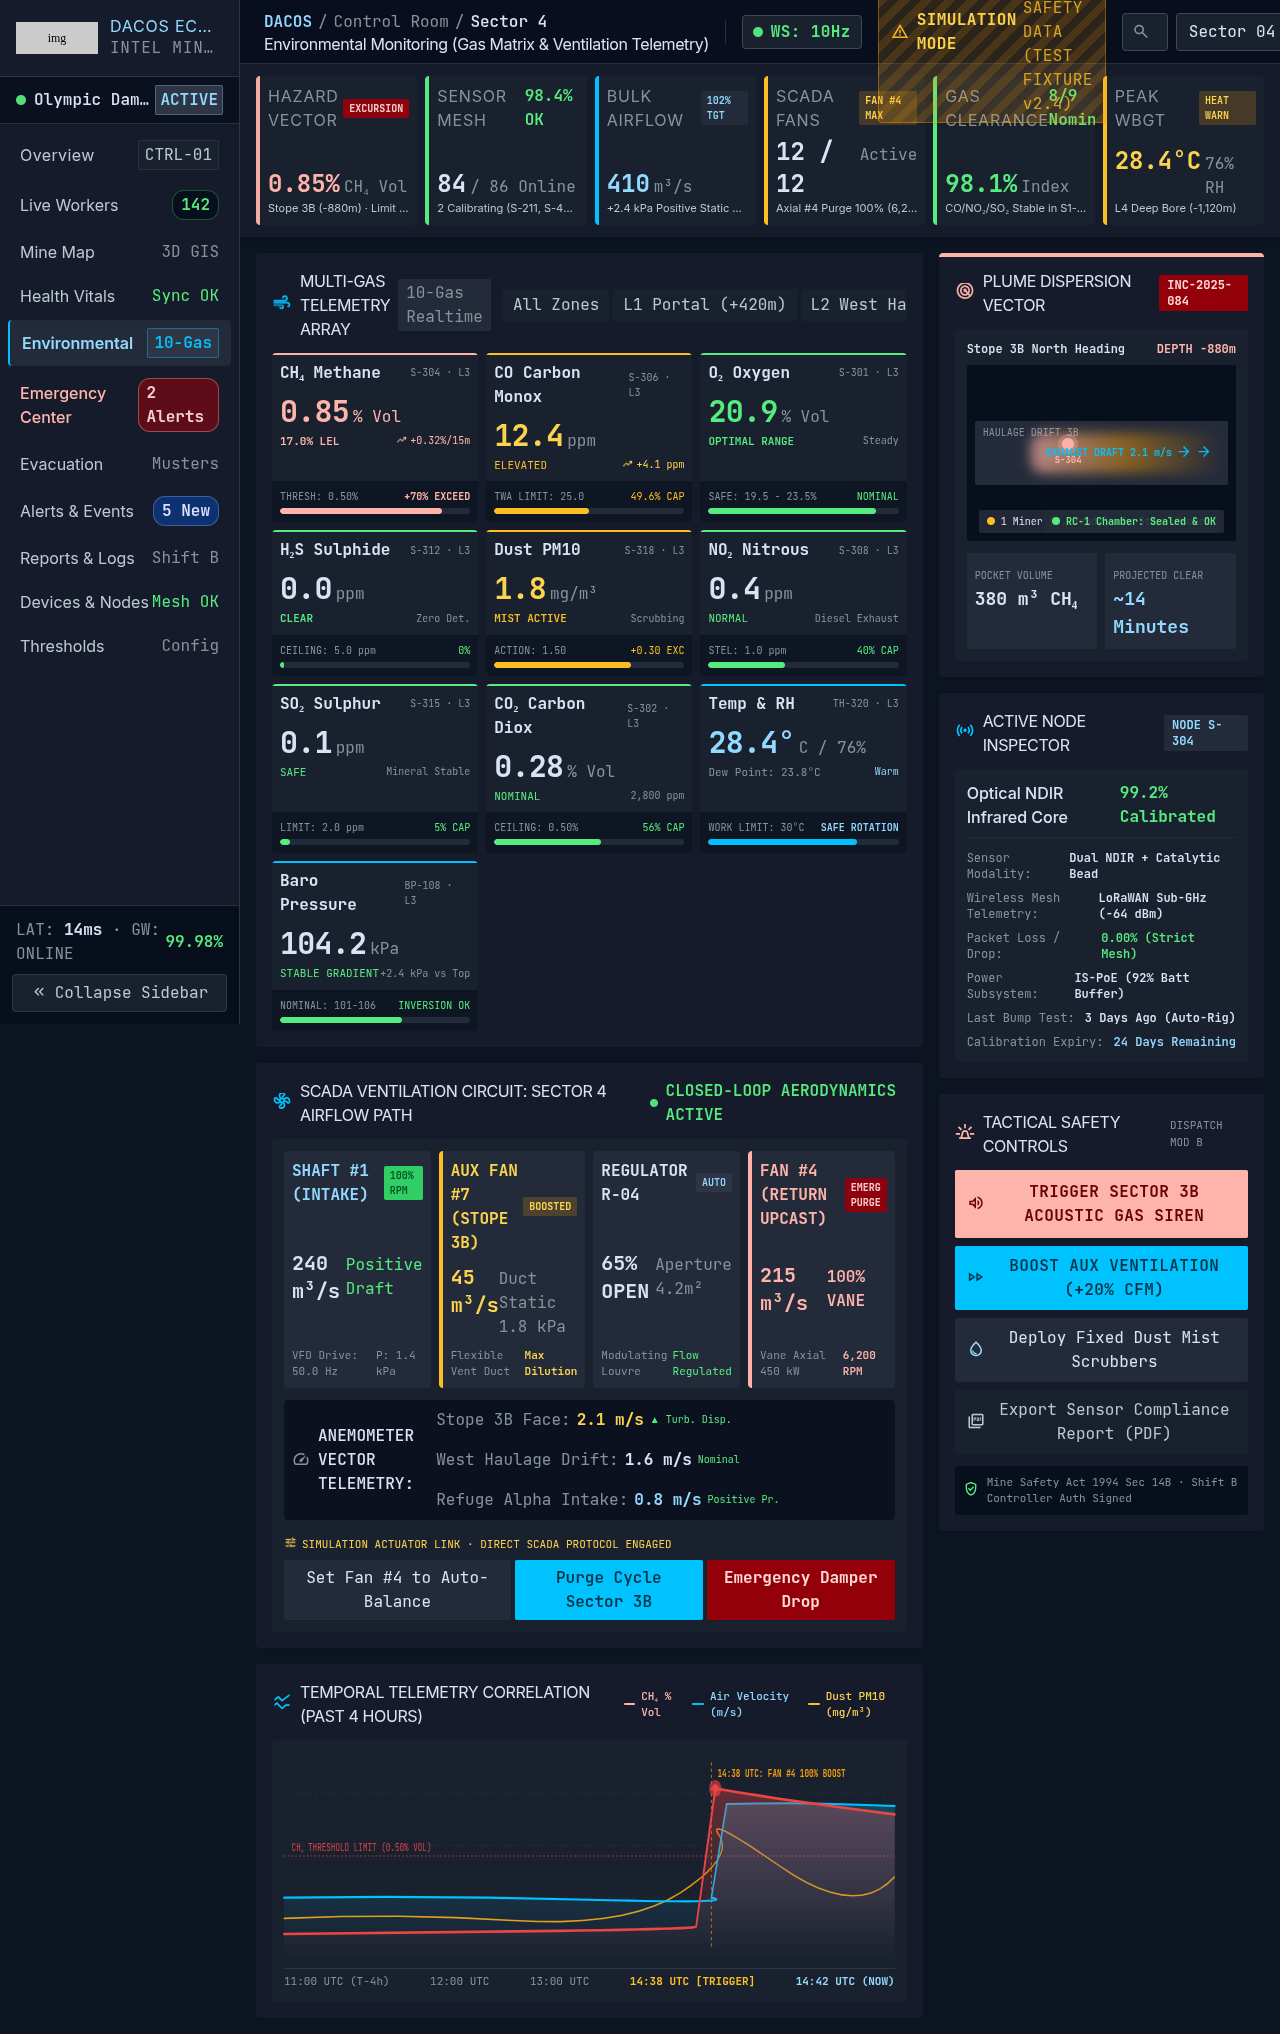 img
DACOS EC...
INTEL MIN...
Olympic Dam... ACTIVE
Overview CTRL-01
Live Workers 142
Mine Map 3D GIS
Health Vitals Sync OK
Environmental 10-Gas
Emergency Center 2 Alerts
Evacuation Musters
Alerts & Events 5 New
Reports & Logs Shift B
Devices & Nodes Mesh OK
Thresholds Config
LAT: 14ms · GW: ONLINE 99.98%
Collapse Sidebar
DACOS / Control Room / Sector 4
Environmental Monitoring (Gas Matrix & Ventilation Telemetry)
WS: 10Hz
SIMULATION MODE
SAFETY DATA (TEST FIXTURE v2.4)
Sector 04
HAZARD VECTOR EXCURSION
0.85% CH₄ Vol
Stope 3B (-880m) · Limit ...
SENSOR MESH 98.4% OK
84 / 86 Online
2 Calibrating (S-211, S-4...
BULK AIRFLOW 102% TGT
410 m³/s
+2.4 kPa Positive Static ...
SCADA FANS FAN #4 MAX
12 / 12 Active
Axial #4 Purge 100% (6,2...
GAS CLEARANCE 8/9 Nomin
98.1% Index
CO/NO₂/SO₂ Stable in S1-...
PEAK WBGT HEAT WARN
28.4°C 76% RH
L4 Deep Bore (-1,120m)
MULTI-GAS TELEMETRY ARRAY
10-Gas Realtime
All Zones L1 Portal (+420m) L2 West Ha
CH₄ Methane S-304 · L3
0.85 % Vol
17.0% LEL +0.32%/15m
THRESH: 0.50% +70% EXCEED
CO Carbon Monox S-306 · L3
12.4 ppm
ELEVATED +4.1 ppm
TWA LIMIT: 25.0 49.6% CAP
O₂ Oxygen S-301 · L3
20.9 % Vol
OPTIMAL RANGE Steady
SAFE: 19.5 - 23.5% NOMINAL
H₂S Sulphide S-312 · L3
0.0 ppm
CLEAR Zero Det.
CEILING: 5.0 ppm 0%
Dust PM10 S-318 · L3
1.8 mg/m³
MIST ACTIVE Scrubbing
ACTION: 1.50 +0.30 EXC
NO₂ Nitrous S-308 · L3
0.4 ppm
NORMAL Diesel Exhaust
STEL: 1.0 ppm 40% CAP
SO₂ Sulphur S-315 · L3
0.1 ppm
SAFE Mineral Stable
LIMIT: 2.0 ppm 5% CAP
CO₂ Carbon Diox S-302 · L3
0.28 % Vol
NOMINAL 2,800 ppm
CEILING: 0.50% 56% CAP
Temp & RH TH-320 · L3
28.4° C / 76%
Dew Point: 23.8°C Warm
WORK LIMIT: 30°C SAFE ROTATION
Baro Pressure BP-108 · L3
104.2 kPa
STABLE GRADIENT +2.4 kPa vs Top
NOMINAL: 101-106 INVERSION OK
SCADA VENTILATION CIRCUIT: SECTOR 4 AIRFLOW PATH
CLOSED-LOOP AERODYNAMICS ACTIVE
SHAFT #1 (INTAKE) 100% RPM
240 m³/s Positive Draft
VFD Drive: 50.0 Hz P: 1.4 kPa
AUX FAN #7 (STOPE 3B) BOOSTED
45 m³/s Duct Static 1.8 kPa
Flexible Vent Duct Max Dilution
REGULATOR R-04 AUTO
65% OPEN Aperture 4.2m²
Modulating Louvre Flow Regulated
FAN #4 (RETURN UPCAST) EMERG PURGE
215 m³/s 100% VANE
Vane Axial 450 kW 6,200 RPM
ANEMOMETER VECTOR TELEMETRY:
Stope 3B Face: 2.1 m/s ▲ Turb. Disp.
West Haulage Drift: 1.6 m/s Nominal
Refuge Alpha Intake: 0.8 m/s Positive Pr.
SIMULATION ACTUATOR LINK · DIRECT SCADA PROTOCOL ENGAGED
Set Fan #4 to Auto-Balance
Purge Cycle Sector 3B
Emergency Damper Drop
TEMPORAL TELEMETRY CORRELATION (PAST 4 HOURS)
CH₄ % Vol
Air Velocity (m/s)
Dust PM10 (mg/m³)
14:38 UTC: FAN #4 100% BOOST
CH₄ THRESHOLD LIMIT (0.50% VOL)
11:00 UTC (T-4h) 12:00 UTC 13:00 UTC 14:38 UTC [TRIGGER] 14:42 UTC (NOW)
PLUME DISPERSION VECTOR INC-2025-084
Stope 3B North Heading DEPTH -880m
HAULAGE DRIFT 3B
EXHAUST DRAFT 2.1 m/s
S-304
1 Miner RC-1 Chamber: Sealed & OK
POCKET VOLUME
380 m³ CH₄
PROJECTED CLEAR
~14 Minutes
ACTIVE NODE INSPECTOR NODE S-304
Optical NDIR Infrared Core 99.2% Calibrated
Sensor Modality: Dual NDIR + Catalytic Bead
Wireless Mesh Telemetry: LoRaWAN Sub-GHz (-64 dBm)
Packet Loss / Drop: 0.00% (Strict Mesh)
Power Subsystem: IS-PoE (92% Batt Buffer)
Last Bump Test: 3 Days Ago (Auto-Rig)
Calibration Expiry: 24 Days Remaining
TACTICAL SAFETY CONTROLS DISPATCH MOD B
TRIGGER SECTOR 3B ACOUSTIC GAS SIREN
BOOST AUX VENTILATION (+20% CFM)
Deploy Fixed Dust Mist Scrubbers
Export Sensor Compliance Report (PDF)
Mine Safety Act 1994 Sec 14B · Shift B Controller Auth Signed